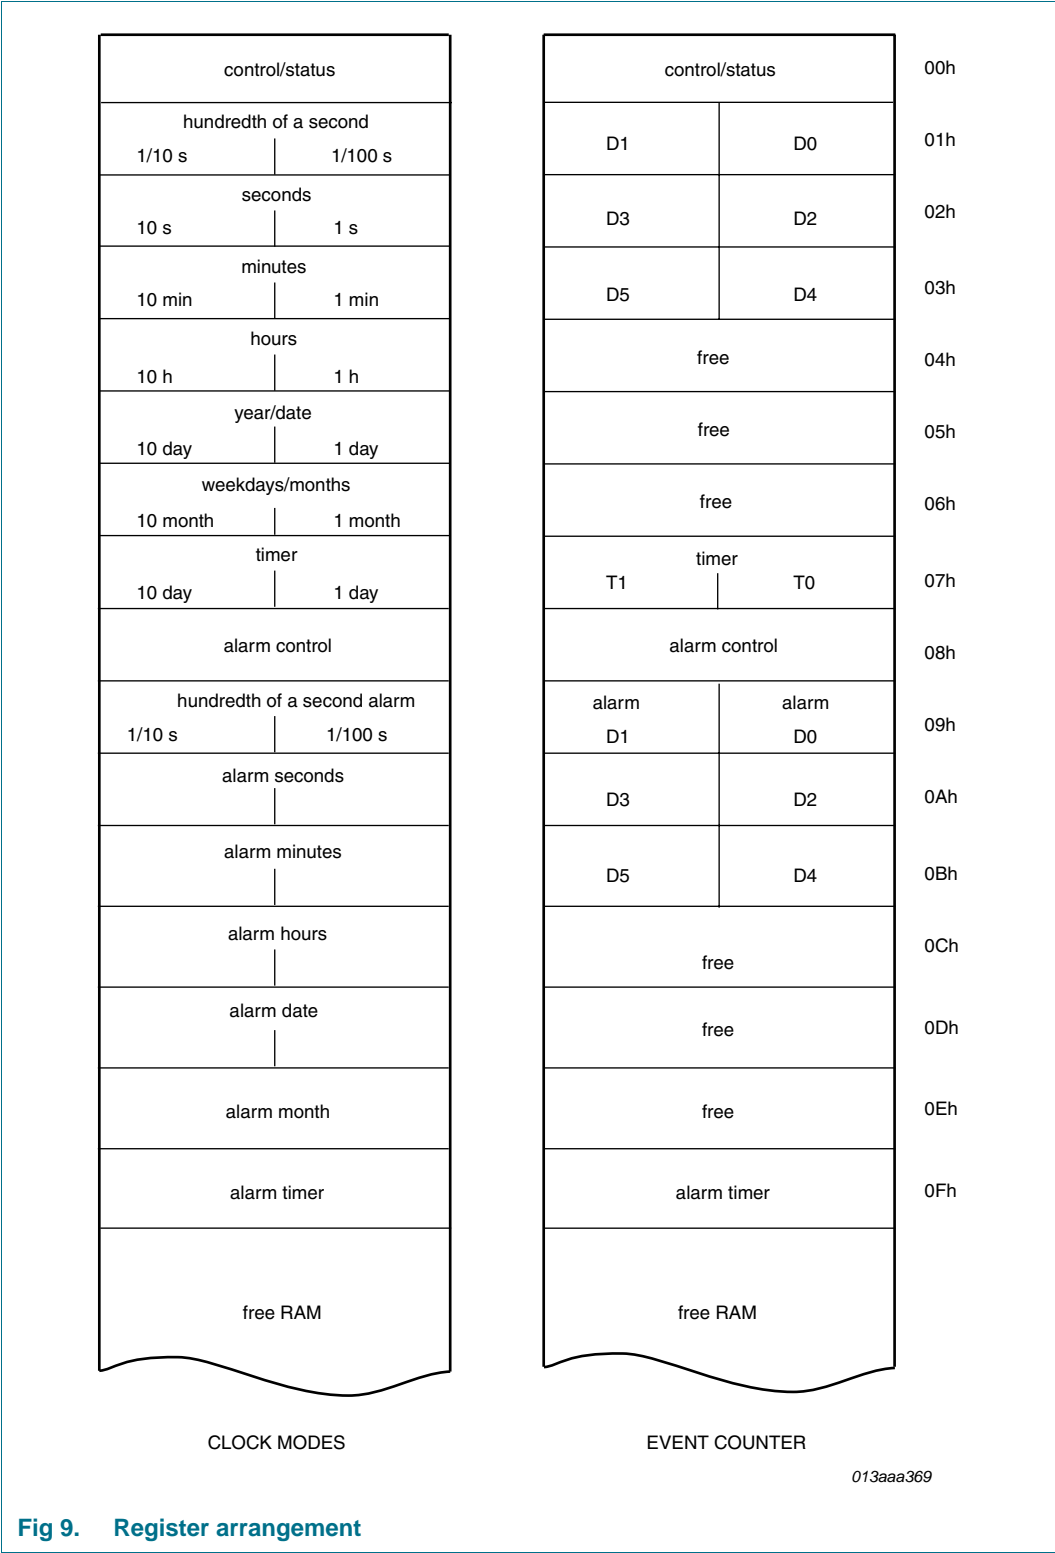 control/status control/status 00h
hundredth of a second
1/10 s 1/100 s D1 D0 01h
seconds
10 s 1 s D3 D2 02h
minutes
10 min 1 min D5 D4 03h
hours
10 h 1 h free 04h
year/date
10 day 1 day free 05h
weekdays/months
10 month 1 month free 06h
timer timer
10 day 1 day T1 T0 07h
alarm control alarm control 08h
hundredth of a second alarm alarm alarm
1/10 s 1/100 s D1 D0 09h
alarm seconds D3 D2 0Ah
alarm minutes D5 D4 0Bh
alarm hours free 0Ch
alarm date free 0Dh
alarm month free 0Eh
alarm timer alarm timer 0Fh
free RAM free RAM
CLOCK MODES EVENT COUNTER
013aaa369
Fig 9. Register arrangement